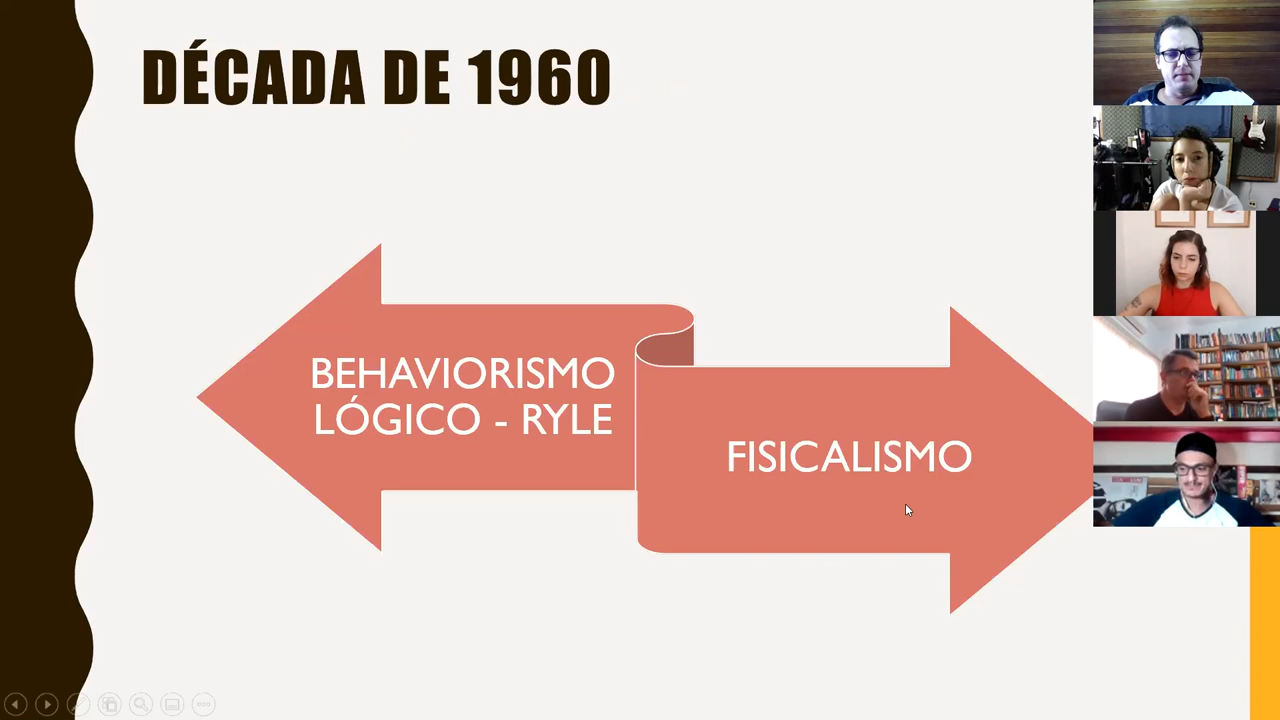 DÉCADA DE 1960
BEHAVIORISMO
LÓGICO - RYLE
FISICALISMO